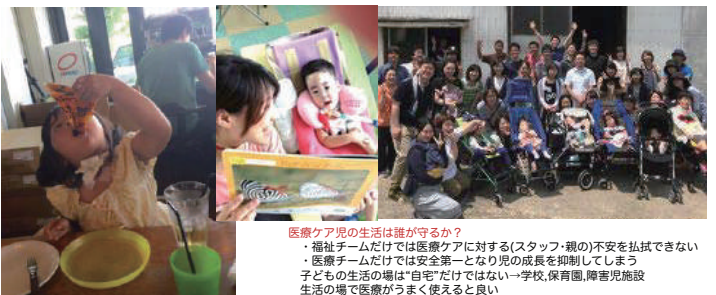 医療ケア児の生活は誰が守るか？
・福祉チームだけでは医療ケアに対する(スタッフ・親の)不安を払拭できない
・医療チームだけでは安全第一となり児の成長を抑制してしまう
子どもの生活の場は“自宅”だけではない→学校,保育園,障害児施設
生活の場で医療がうまく使えると良い